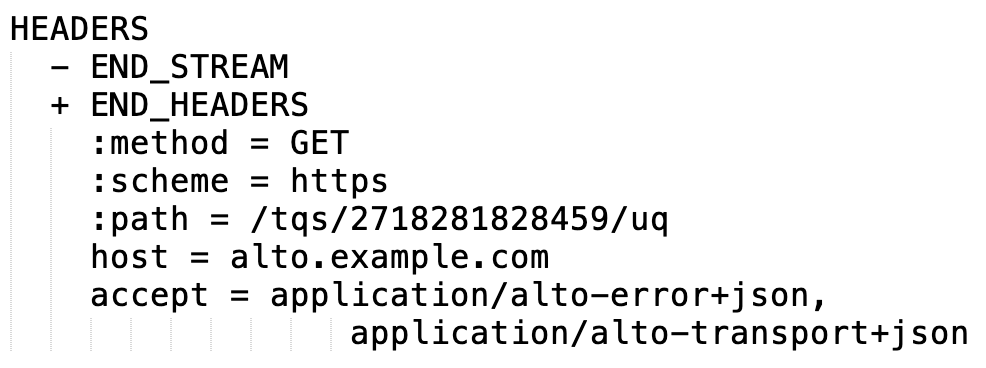 HEADERS
- END_STREAM
+ END_HEADERS
:method = GET
:scheme = https
:path = /tqs/2718281828459/uq
host = alto.example.com
accept = application/alto-error+json,
application/alto-transport+json